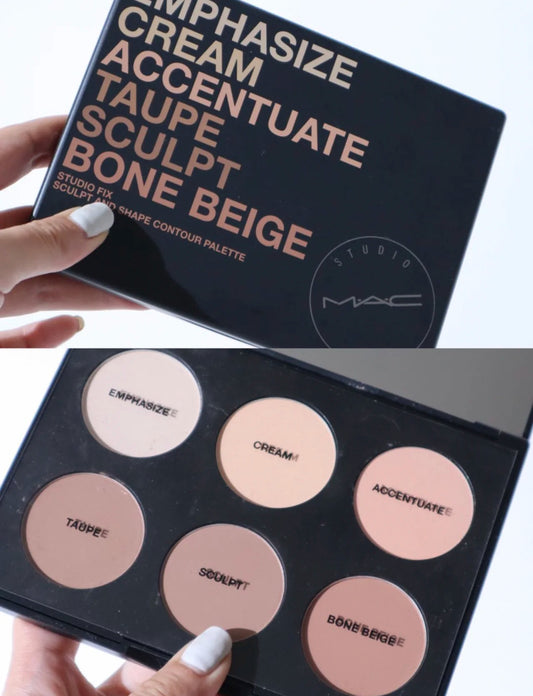 EMPHASIZE
CREAM
ACCENTUATE
TAUPE
SCULPT
BONE BEIGE
STUDIO FIX
SCULPT AND SHAPE CONTOUR PALETTE
STUDIO
M·A·C
EMPHASIZE
CREAM
ACCENTUATE
TAUPE
SCULPT
BONE BEIGE